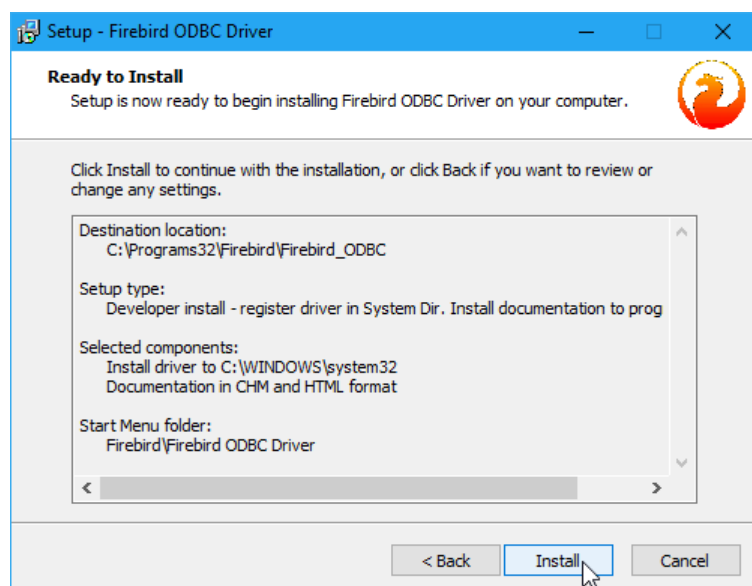 Setup - Firebird ODBC Driver
Ready to Install
Setup is now ready to begin installing Firebird ODBC Driver on your computer.
Click Install to continue with the installation, or click Back if you want to review or
change any settings.
Destination location:
C:\Programs32\Firebird\Firebird_ODBC
Setup type:
Developer install - register driver in System Dir. Install documentation to prog
Selected components:
Install driver to C:\WINDOWS\system32
Documentation in CHM and HTML format
Start Menu folder:
Firebird\Firebird ODBC Driver
< Back
Install
Cancel